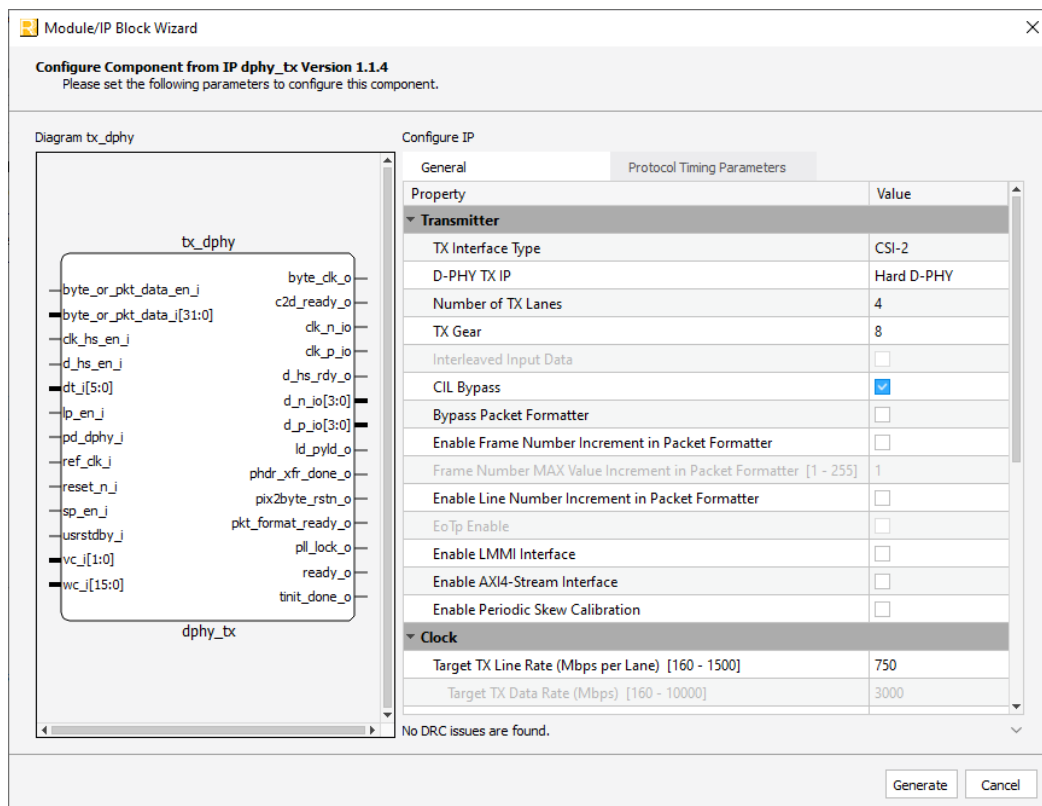 Module/IP Block Wizard
Configure Component from IP dphy_tx Version 1.1.4
Please set the following parameters to configure this component.
Diagram tx_dphy
tx_dphy
byte_or_pkt_data_en_i
byte_or_pkt_data_i[31:0]
clk_hs_en_i
d_hs_en_i
dt_i[5:0]
lp_en_i
pd_dphy_i
ref_clk_i
reset_n_i
sp_en_i
usrstdby_i
vc_i[1:0]
wc_i[15:0]
byte_clk_o
c2d_ready_o
clk_n_io
clk_p_io
d_hs_rdy_o
d_n_io[3:0]
d_p_io[3:0]
ld_pyld_o
phdr_xfr_done_o
pix2byte_rstn_o
pkt_format_ready_o
pll_lock_o
ready_o
tinit_done_o
dphy_tx
Configure IP
General Protocol Timing Parameters
Property Value
Transmitter
TX Interface Type CSI-2
D-PHY TX IP Hard D-PHY
Number of TX Lanes 4
TX Gear 8
Interleaved Input Data
CIL Bypass
Bypass Packet Formatter
Enable Frame Number Increment in Packet Formatter
Frame Number MAX Value Increment in Packet Formatter [1 - 255] 1
Enable Line Number Increment in Packet Formatter
EoTp Enable
Enable LMMI Interface
Enable AXI4-Stream Interface
Enable Periodic Skew Calibration
Clock
Target TX Line Rate (Mbps per Lane) [160 - 1500] 750
Target TX Data Rate (Mbps) [160 - 10000] 3000
No DRC issues are found.
Generate Cancel